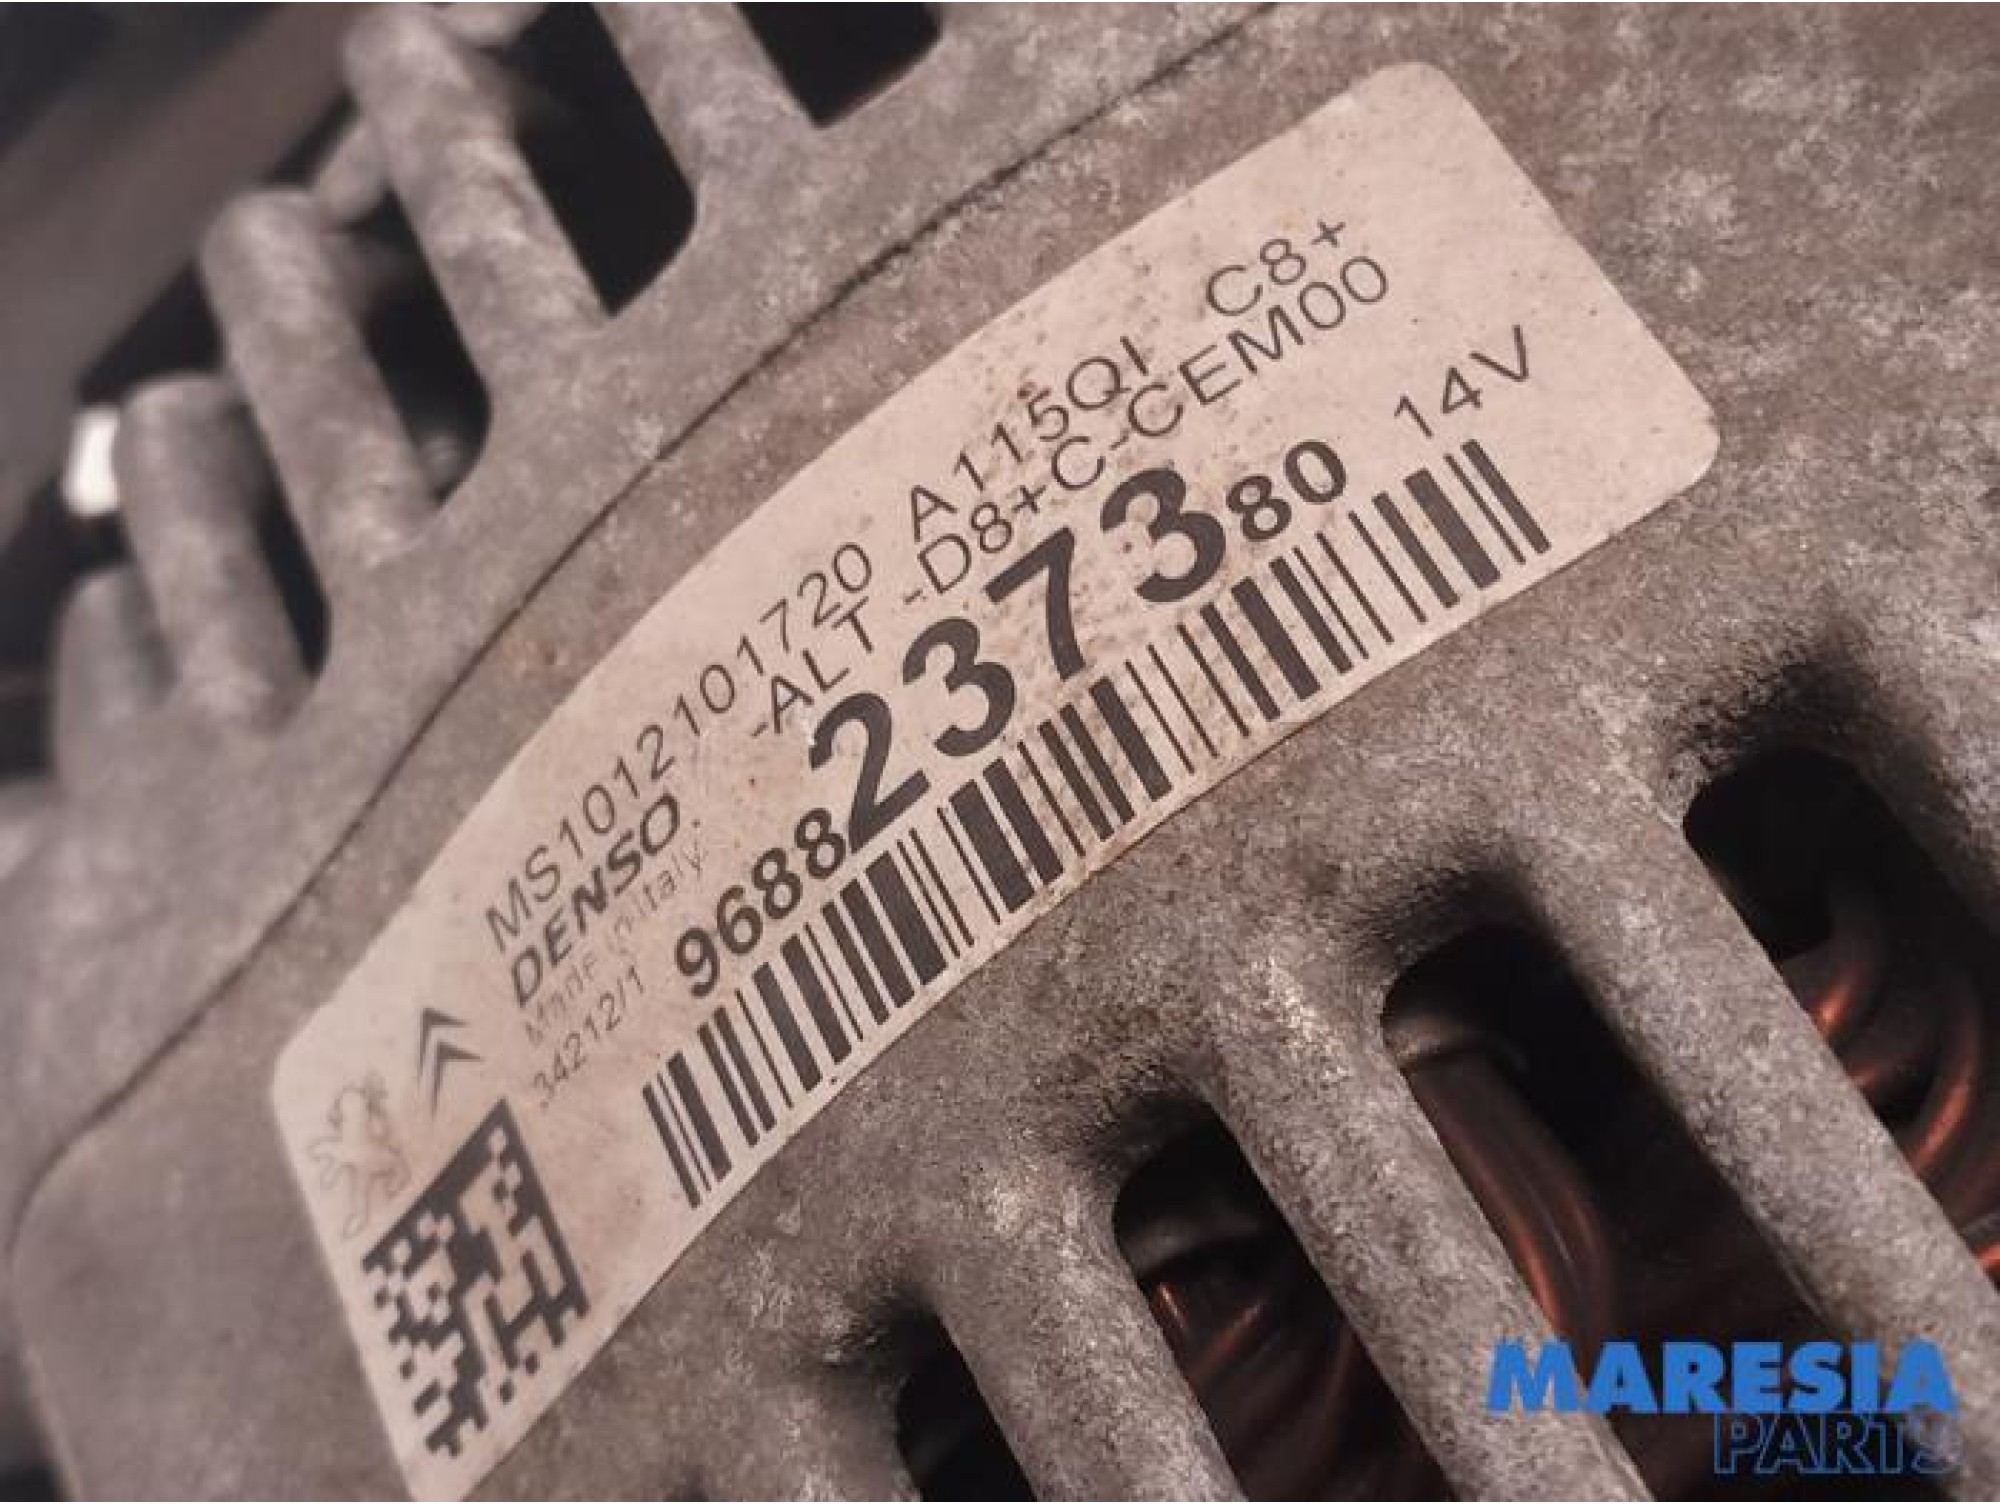 MS1012101720 A115QI C8+
DENSO -ALT -D8+C-CEM00
Made in Italy
34212/1 9688237380 14V
MARESIA
PARTS